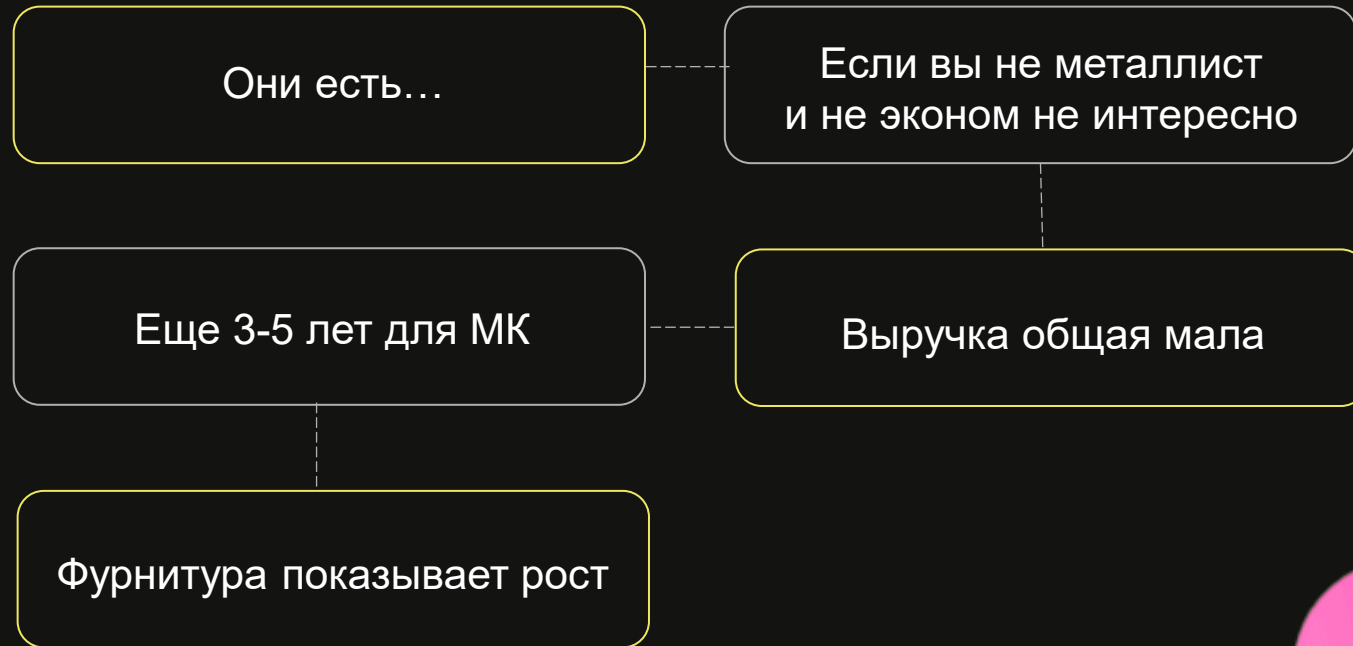 Они есть...
Если вы не металлист
и не эконом не интересно
Выручка общая мала
Еще 3-5 лет для МК
Фурнитура показывает рост